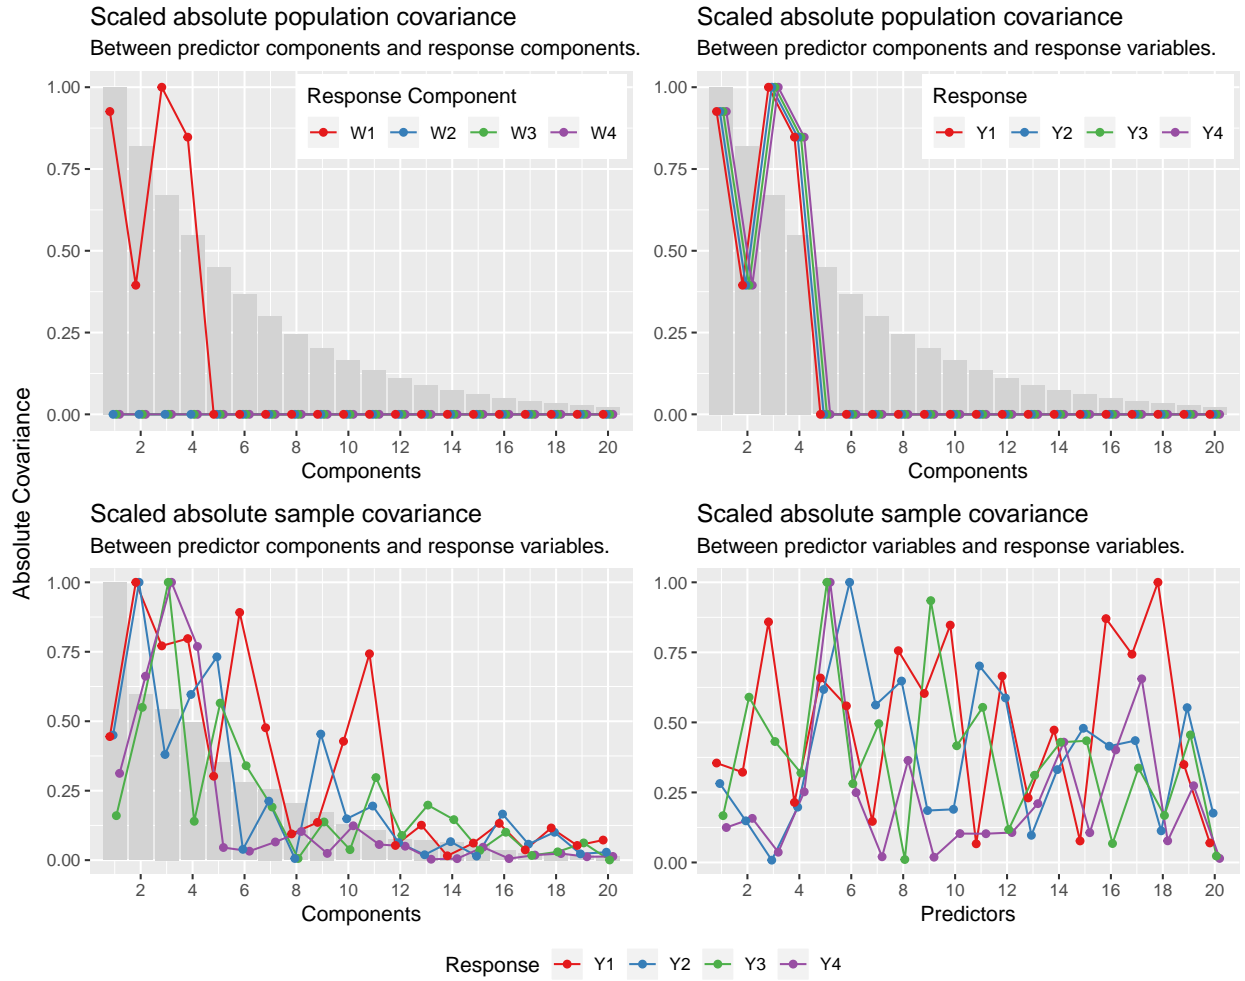 Scaled absolute population covariance
Between predictor components and response components.
Response Component
W1 W2 W3 W4
1.00
0.75
0.50
0.25
0.00
2 4 6 8 10 12 14 16 18 20
Components
Scaled absolute population covariance
Between predictor components and response variables.
Response
Y1 Y2 Y3 Y4
1.00
0.75
0.50
0.25
0.00
2 4 6 8 10 12 14 16 18 20
Components
Absolute Covariance
Scaled absolute sample covariance
Between predictor components and response variables.
1.00
0.75
0.50
0.25
0.00
2 4 6 8 10 12 14 16 18 20
Components
Scaled absolute sample covariance
Between predictor variables and response variables.
1.00
0.75
0.50
0.25
0.00
2 4 6 8 10 12 14 16 18 20
Predictors
Response Y1 Y2 Y3 Y4